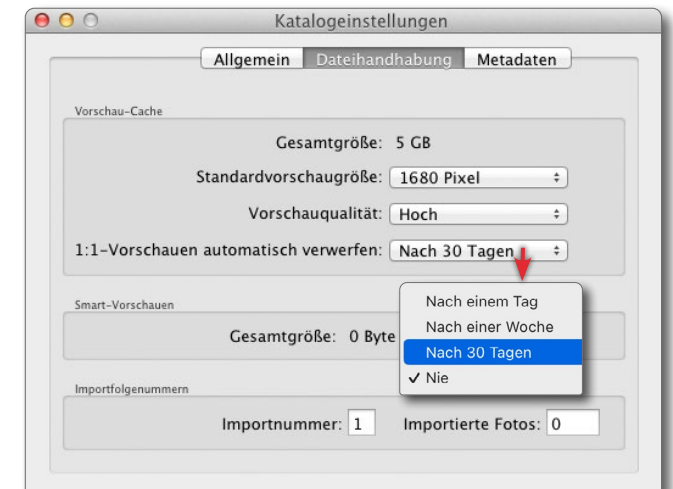 Katalogeinstellungen
Allgemein Dateihandhabung Metadaten
Vorschau-Cache
Gesamtgröße: 5 GB
Standardvorschaugröße: 1680 Pixel
Vorschauqualität: Hoch
1:1-Vorschauen automatisch verwerfen: Nach 30 Tagen
Smart-Vorschauen
Gesamtgröße: 0 Byte
Nach einem Tag
Nach einer Woche
Nach 30 Tagen
✓ Nie
Importfolgenummern
Importnummer: 1 Importierte Fotos: 0